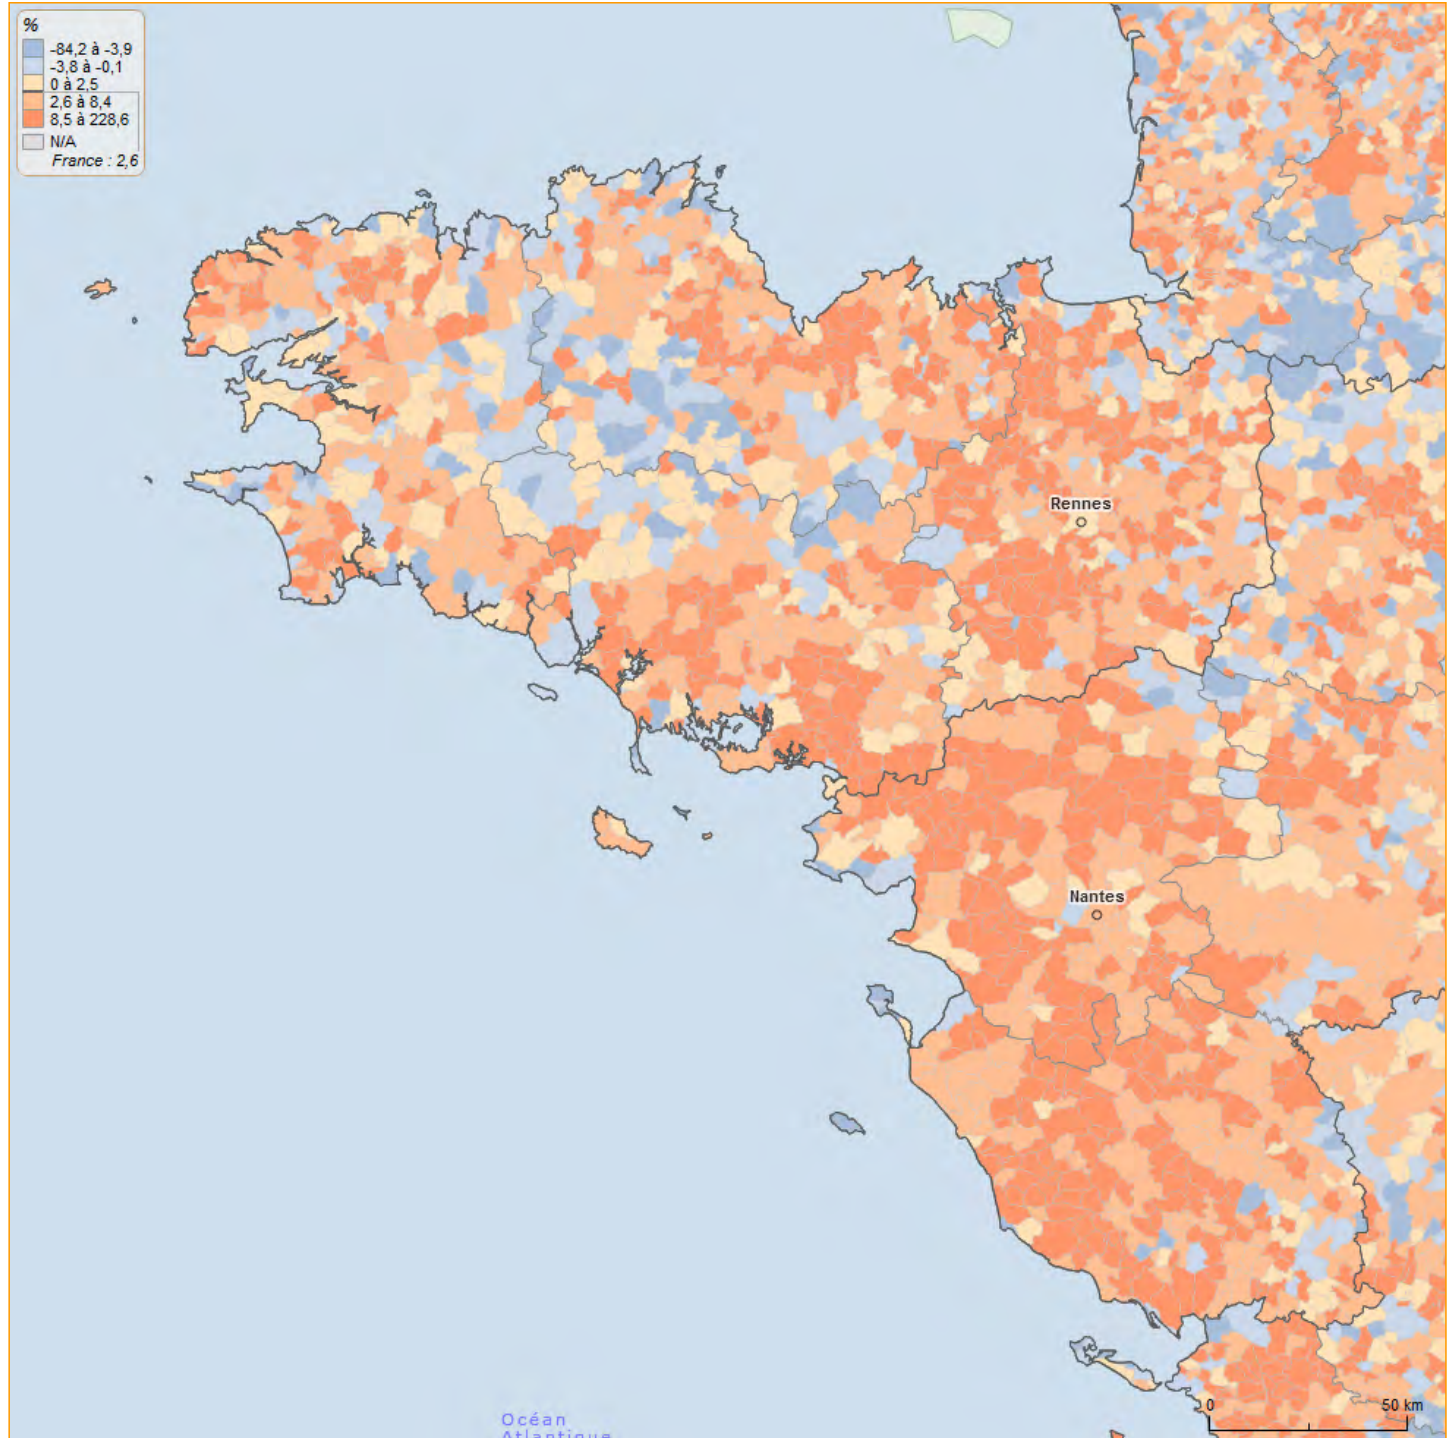 %
-84,2 à -3,9
-3,8 à -0,1
0 à 2,5
2,6 à 8,4
8,5 à 228,6
N/A
France : 2,6
Rennes
Nantes
0 50 km
Océan
Atlantique